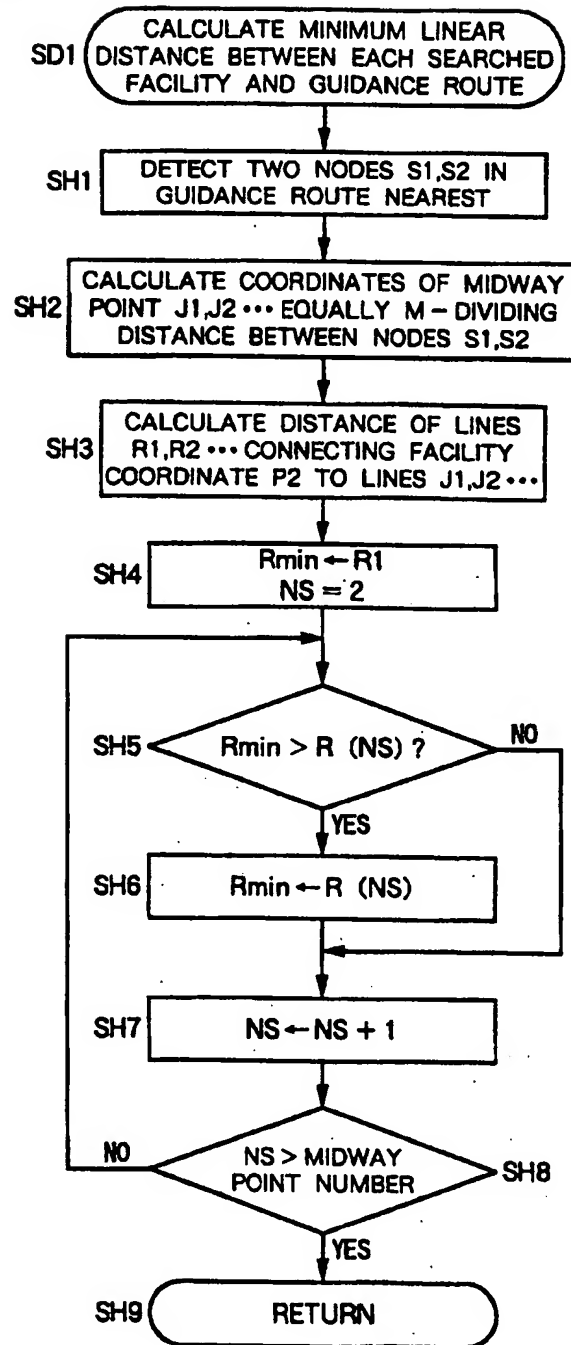 CALCULATE MINIMUM LINEAR
SD1 DISTANCE BETWEEN EACH SEARCHED
FACILITY AND GUIDANCE ROUTE
SH1
DETECT TWO NODES S1,S2 IN
GUIDANCE ROUTE NEAREST
CALCULATE COORDINATES OF MIDWAY
SH2 POINT J1,J2 ··· EQUALLY M-DIVIDING
DISTANCE BETWEEN NODES S1,S2
CALCULATE DISTANCE OF LINES
SH3 R1,R2 ··· CONNECTING FACILITY
COORDINATE P2 TO LINES J1,J2 ···
SH4
Rmin ← R1
NS = 2
SH5 Rmin > R (NS) ? NO
YES
SH6 Rmin ← R (NS)
SH7 NS ← NS + 1
NO
NS > MIDWAY
POINT NUMBER
SH8
YES
SH9 RETURN